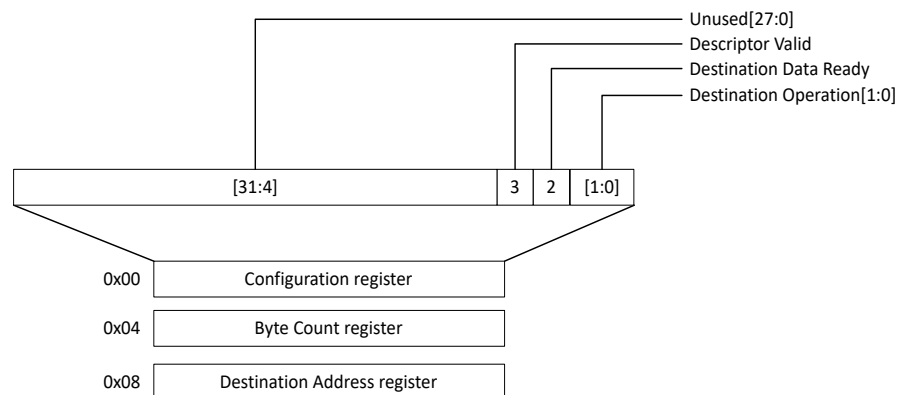 Unused[27:0]
Descriptor Valid
Destination Data Ready
Destination Operation[1:0]
[31:4] 3 2 [1:0]
0x00 Configuration register
0x04 Byte Count register
0x08 Destination Address register